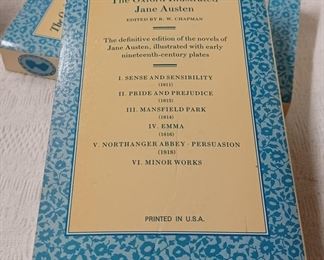 The Oxford Illustrated
Jane Austen
EDITED BY R. W. CHAPMAN
The definitive edition of the novels of
Jane Austen, illustrated with early
nineteenth-century plates
I. SENSE AND SENSIBILITY
(1811)
II. PRIDE AND PREJUDICE
(1813)
III. MANSFIELD PARK
(1814)
IV. EMMA
(1816)
V. NORTHANGER ABBEY · PERSUASION
(1818)
VI. MINOR WORKS
PRINTED IN U.S.A.